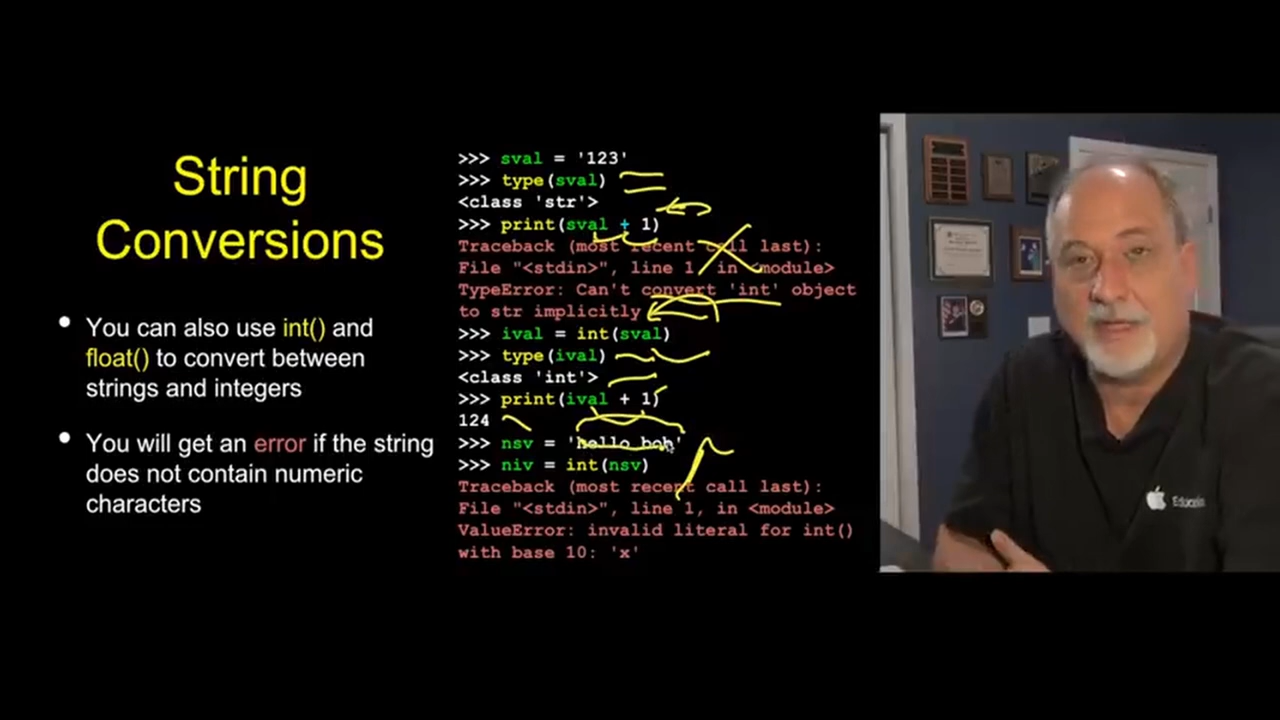 String
Conversions
• You can also use int() and
float() to convert between
strings and integers
• You will get an error if the string
does not contain numeric
characters
>>> sval = '123'
>>> type(sval)
<class 'str'>
>>> print(sval + 1)
Traceback (most recent call last):
File "<stdin>", line 1, in <module>
TypeError: Can't convert 'int' object
to str implicitly
>>> ival = int(sval)
>>> type(ival)
<class 'int'>
>>> print(ival + 1)
124
>>> nsv = 'hello bob'
>>> niv = int(nsv)
Traceback (most recent call last):
File "<stdin>", line 1, in <module>
ValueError: invalid literal for int()
with base 10: 'x'